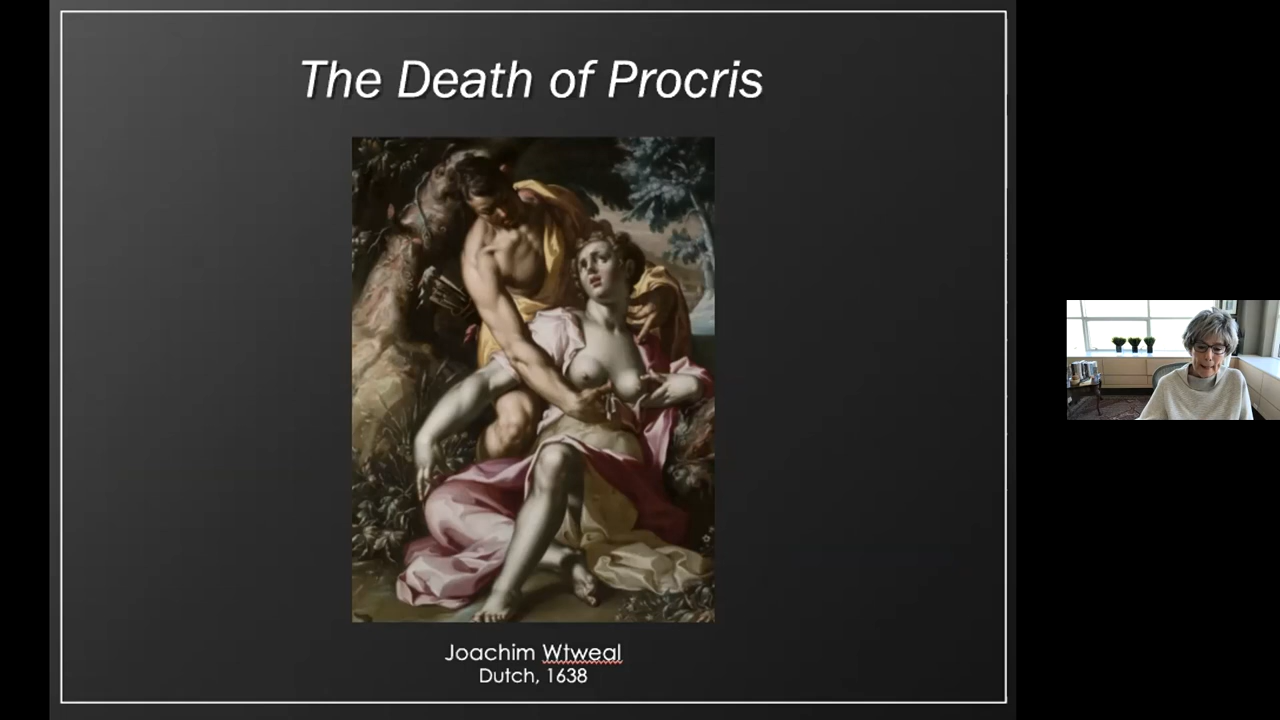 The Death of Procris
Joachim Wtweal
Dutch, 1638